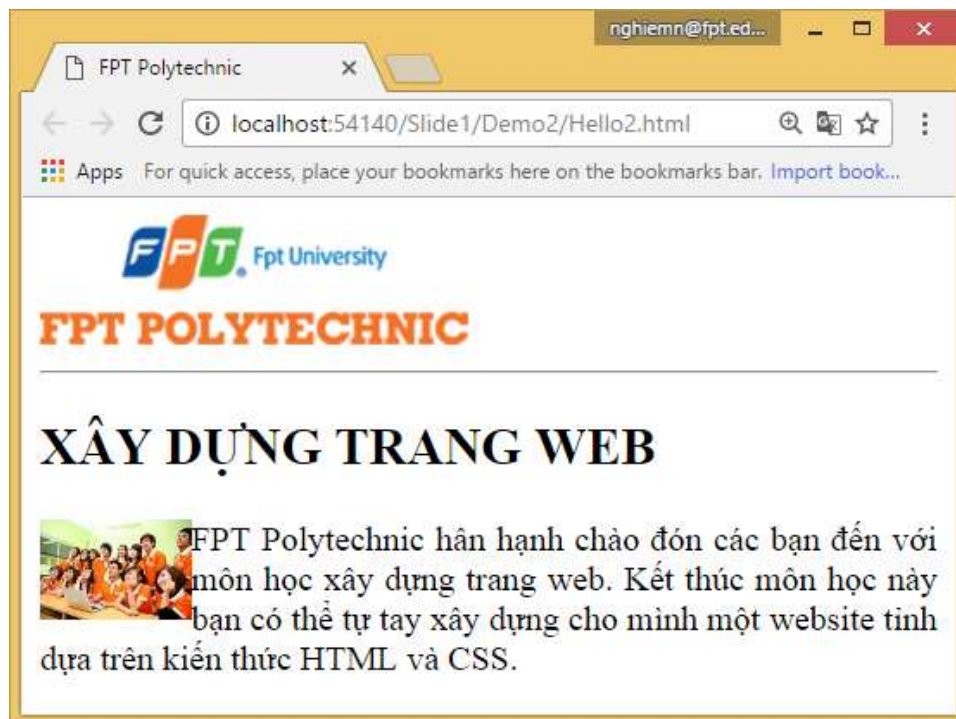 nghiemn@fpt.ed...
FPT Polytechnic
localhost:54140/Slide1/Demo2/Hello2.html
Apps For quick access, place your bookmarks here on the bookmarks bar. Import book...
FPT Fpt University
FPT POLYTECHNIC
XÂY DỰNG TRANG WEB
FPT Polytechnic hân hạnh chào đón các bạn đến với
môn học xây dựng trang web. Kết thúc môn học này
bạn có thể tự tay xây dựng cho mình một website tinh
dựa trên kiến thức HTML và CSS.